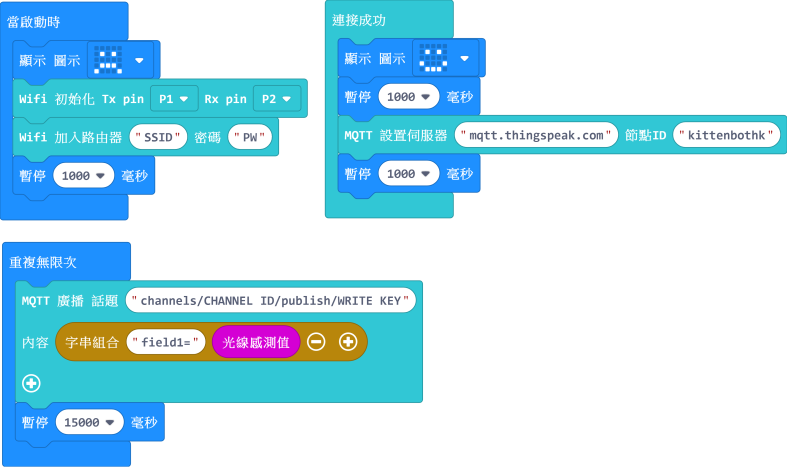 當啟動時
顯示 圖示
Wifi 初始化 Tx pin P1 Rx pin P2
Wifi 加入路由器 "SSID" 密碼 "PW"
暫停 1000 毫秒
連接成功
顯示 圖示
暫停 1000 毫秒
MQTT 設置伺服器 "mqtt.thingspeak.com" 節點ID "kittenbothk"
暫停 1000 毫秒
重複無限次
MQTT 廣播 話題 "channels/CHANNEL ID/publish/WRITE KEY"
內容 字串組合 "field1=" 光線感測值
暫停 15000 毫秒